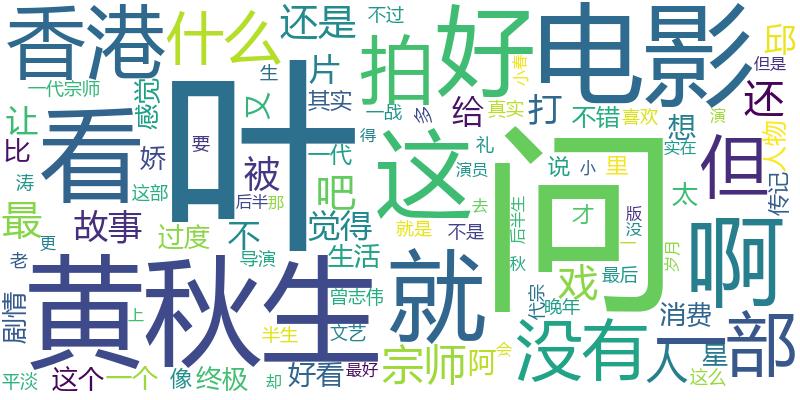 香港
什么
还是
不过
好
电影
邱
但是
一代宗师
感觉
又
生
片
拍
小春
还
让
看
叶
其实
一战
多
给
真实
打
不错
喜欢
想
演
人物
比
娇
要
被
一代
得
礼
这
问
说
小
里
实在
但
涛
这部
后半
那
吧
演员
太
传记
最
故事
过度
不
觉得
去
后半生
才
版
没
啊
更
导演
生活
就是
不是
一
岁月
老
黄秋生
就
秋
戏
最后
剧情
上
曾志伟
代宗
晚年
消费
部
半生
文艺
没有
人
星
平淡
这个
一个
像
终极
却
好看
最好
宗师
阿
会
这么